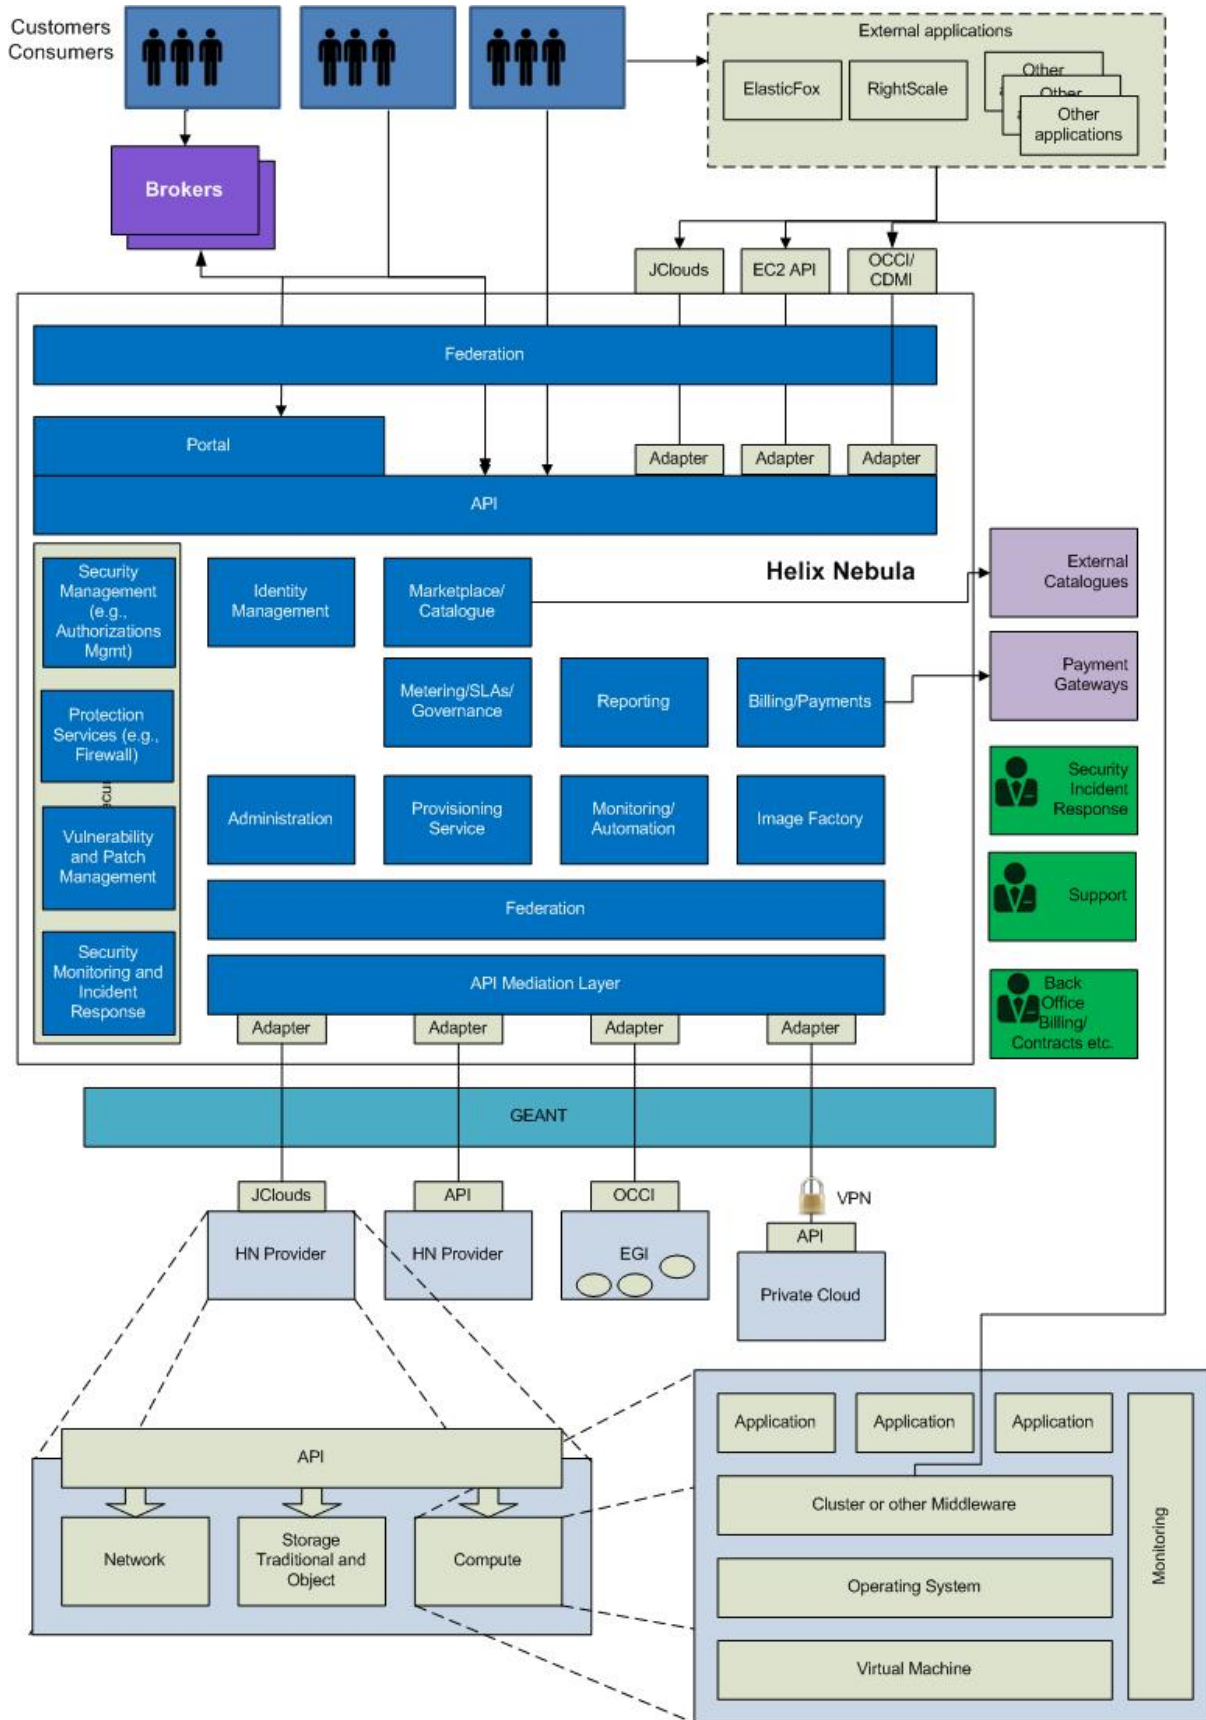 Customers
Consumers
External applications
ElasticFox
RightScale
Other
Other
Other
applications
Brokers
JClouds
EC2 API
OCCI/
CDMI
Federation
Portal
Adapter
Adapter
Adapter
API
Security
Management
(e.g.,
Authorizations
Mgmt)
Identity
Management
Marketplace/
Catalogue
Helix Nebula
External
Catalogues
Metering/SLAs/
Governance
Reporting
Billing/Payments
Payment
Gateways
Protection
Services (e.g.,
Firewall)
Security
Incident
Response
Administration
Provisioning
Service
Monitoring/
Automation
Image Factory
Vulnerability
and Patch
Management
Support
Federation
Security
Monitoring and
Incident
Response
API Mediation Layer
Back
Office
Billing/
Contracts etc.
Adapter
Adapter
Adapter
Adapter
GEANT
JClouds
API
OCCI
VPN
API
HN Provider
HN Provider
EGI
Private Cloud
API
Network
Storage
Traditional and
Object
Compute
Application
Application
Application
Cluster or other Middleware
Operating System
Virtual Machine
Monitoring